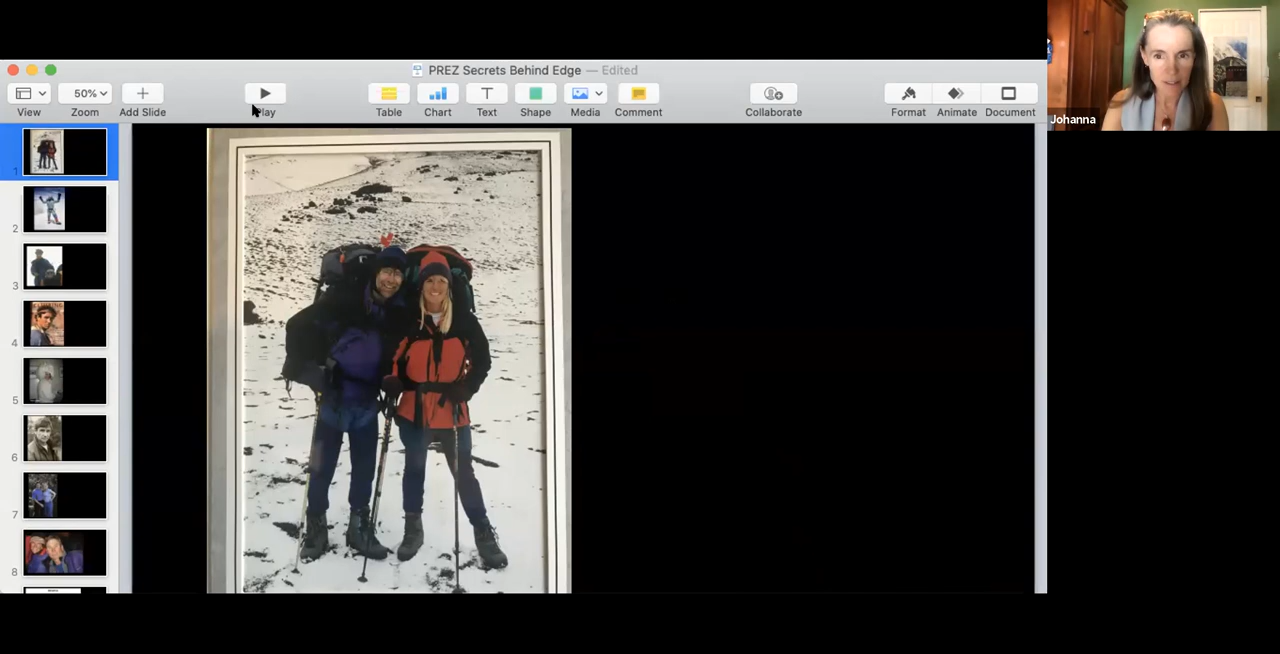 PREZ Secrets Behind Edge — Edited
50%
View
Zoom
Add Slide
Play
Table
Chart
Text
Shape
Media
Comment
Collaborate
Format
Animate
Document
Johanna
1
2
3
4
5
6
7
8